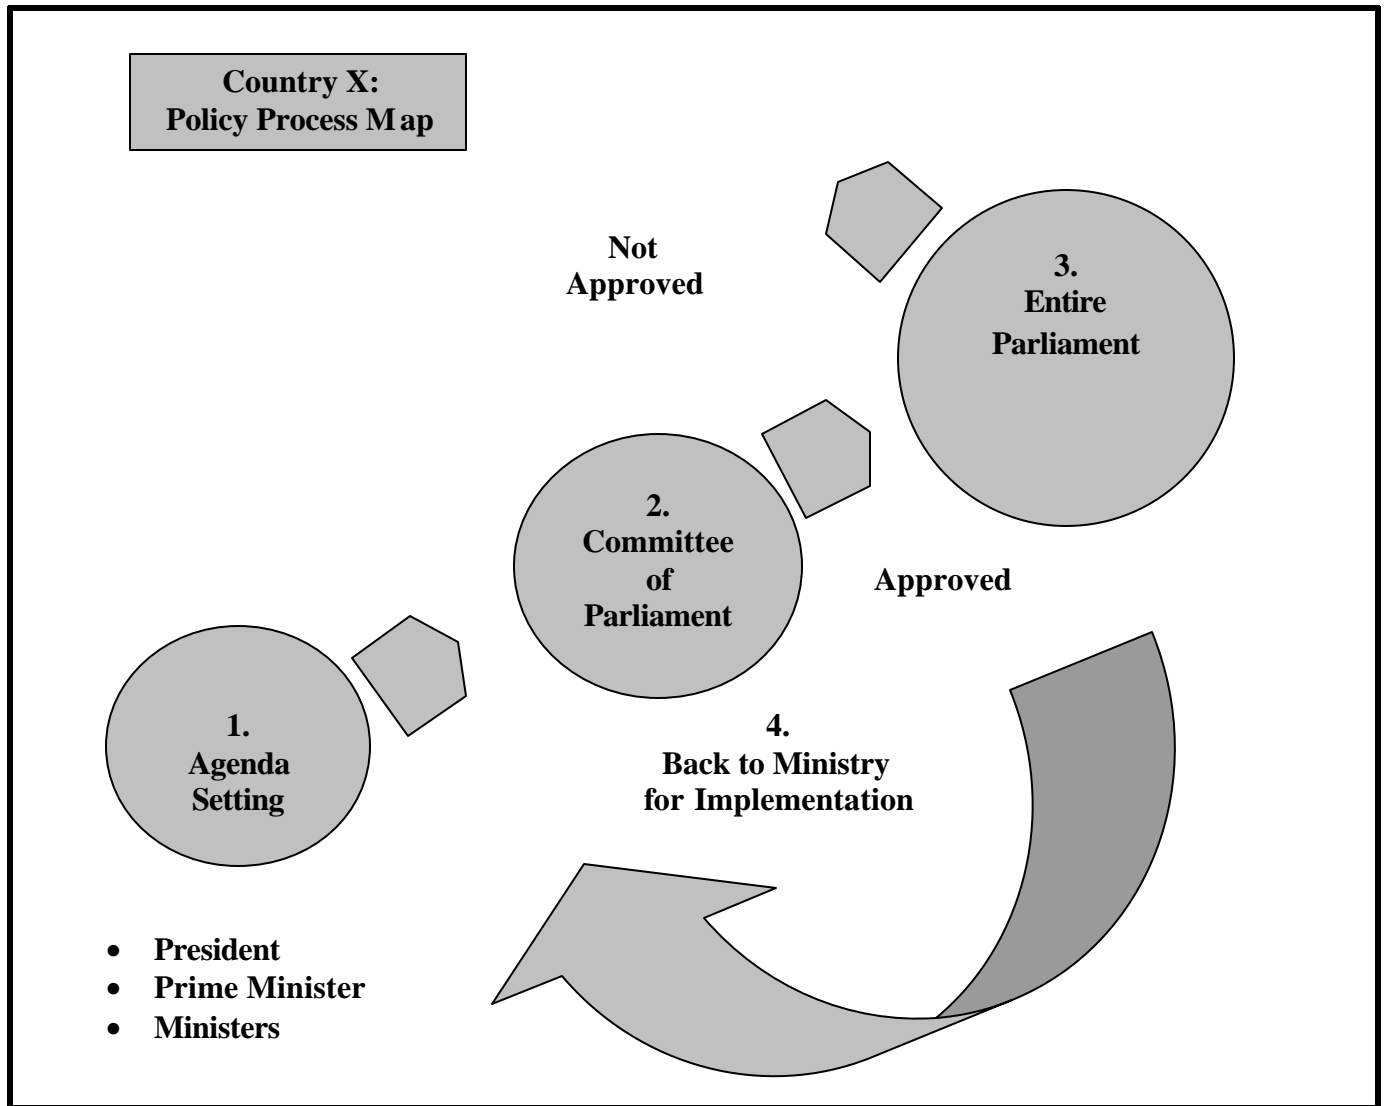 Country X:
Policy Process Map
Not
Approved
3.
Entire
Parliament
2.
Committee
of
Parliament
Approved
1.
Agenda
Setting
4.
Back to Ministry
for Implementation
• President
• Prime Minister
• Ministers